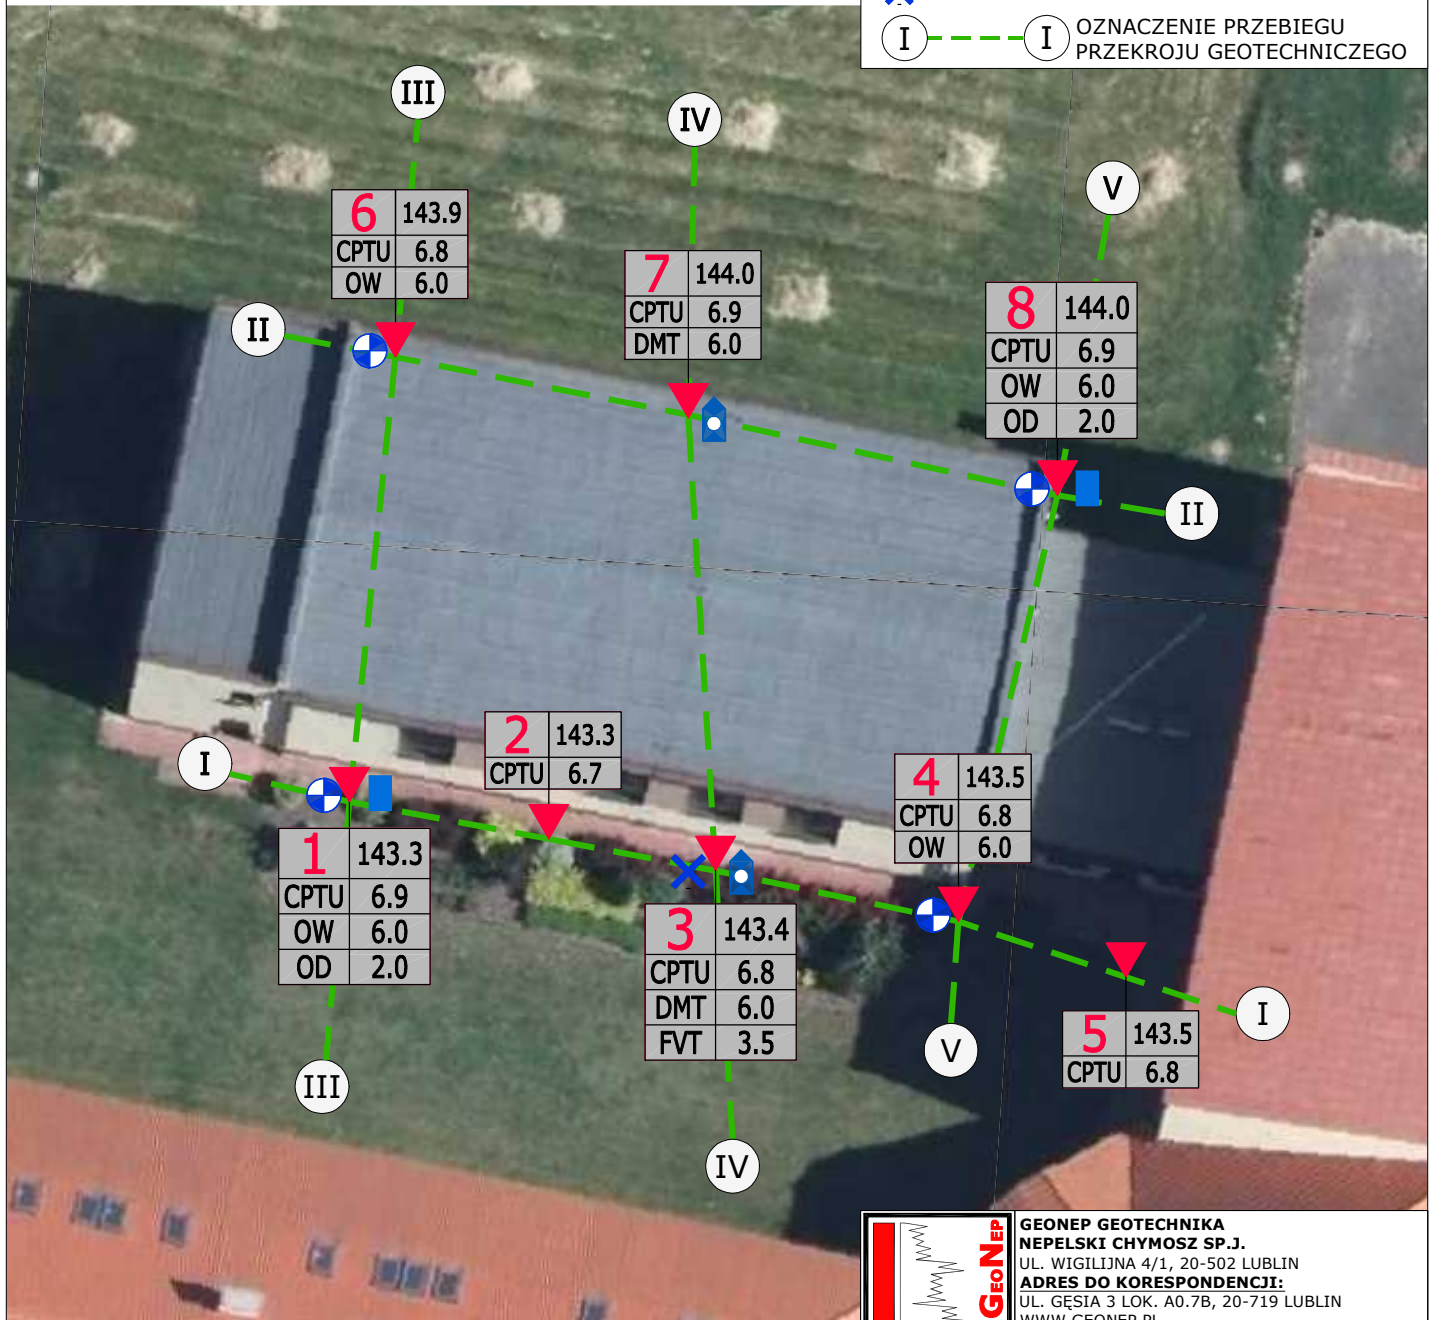 I I OZNACZENIE PRZEBIEGU
PRZEKROJU GEOTECHNICZEGO
III
IV
V
6 143.9
CPTU 6.8
OW 6.0
7 144.0
CPTU 6.9
DMT 6.0
8 144.0
CPTU 6.9
OW 6.0
OD 2.0
II
II
2 143.3
CPTU 6.7
I
4 143.5
CPTU 6.8
OW 6.0
1 143.3
CPTU 6.9
OW 6.0
OD 2.0
3 143.4
CPTU 6.8
DMT 6.0
FVT 3.5
5 143.5
CPTU 6.8
I
V
III
IV
GEONEP
GEONEP GEOTECHNIKA
NEPELSKI CHYMOSZ SP.J.
UL. WIGILIJNA 4/1, 20-502 LUBLIN
ADRES DO KORESPONDENCJI:
UL. GĘSIA 3 LOK. A0.7B, 20-719 LUBLIN
WWW.GEONEP.PL